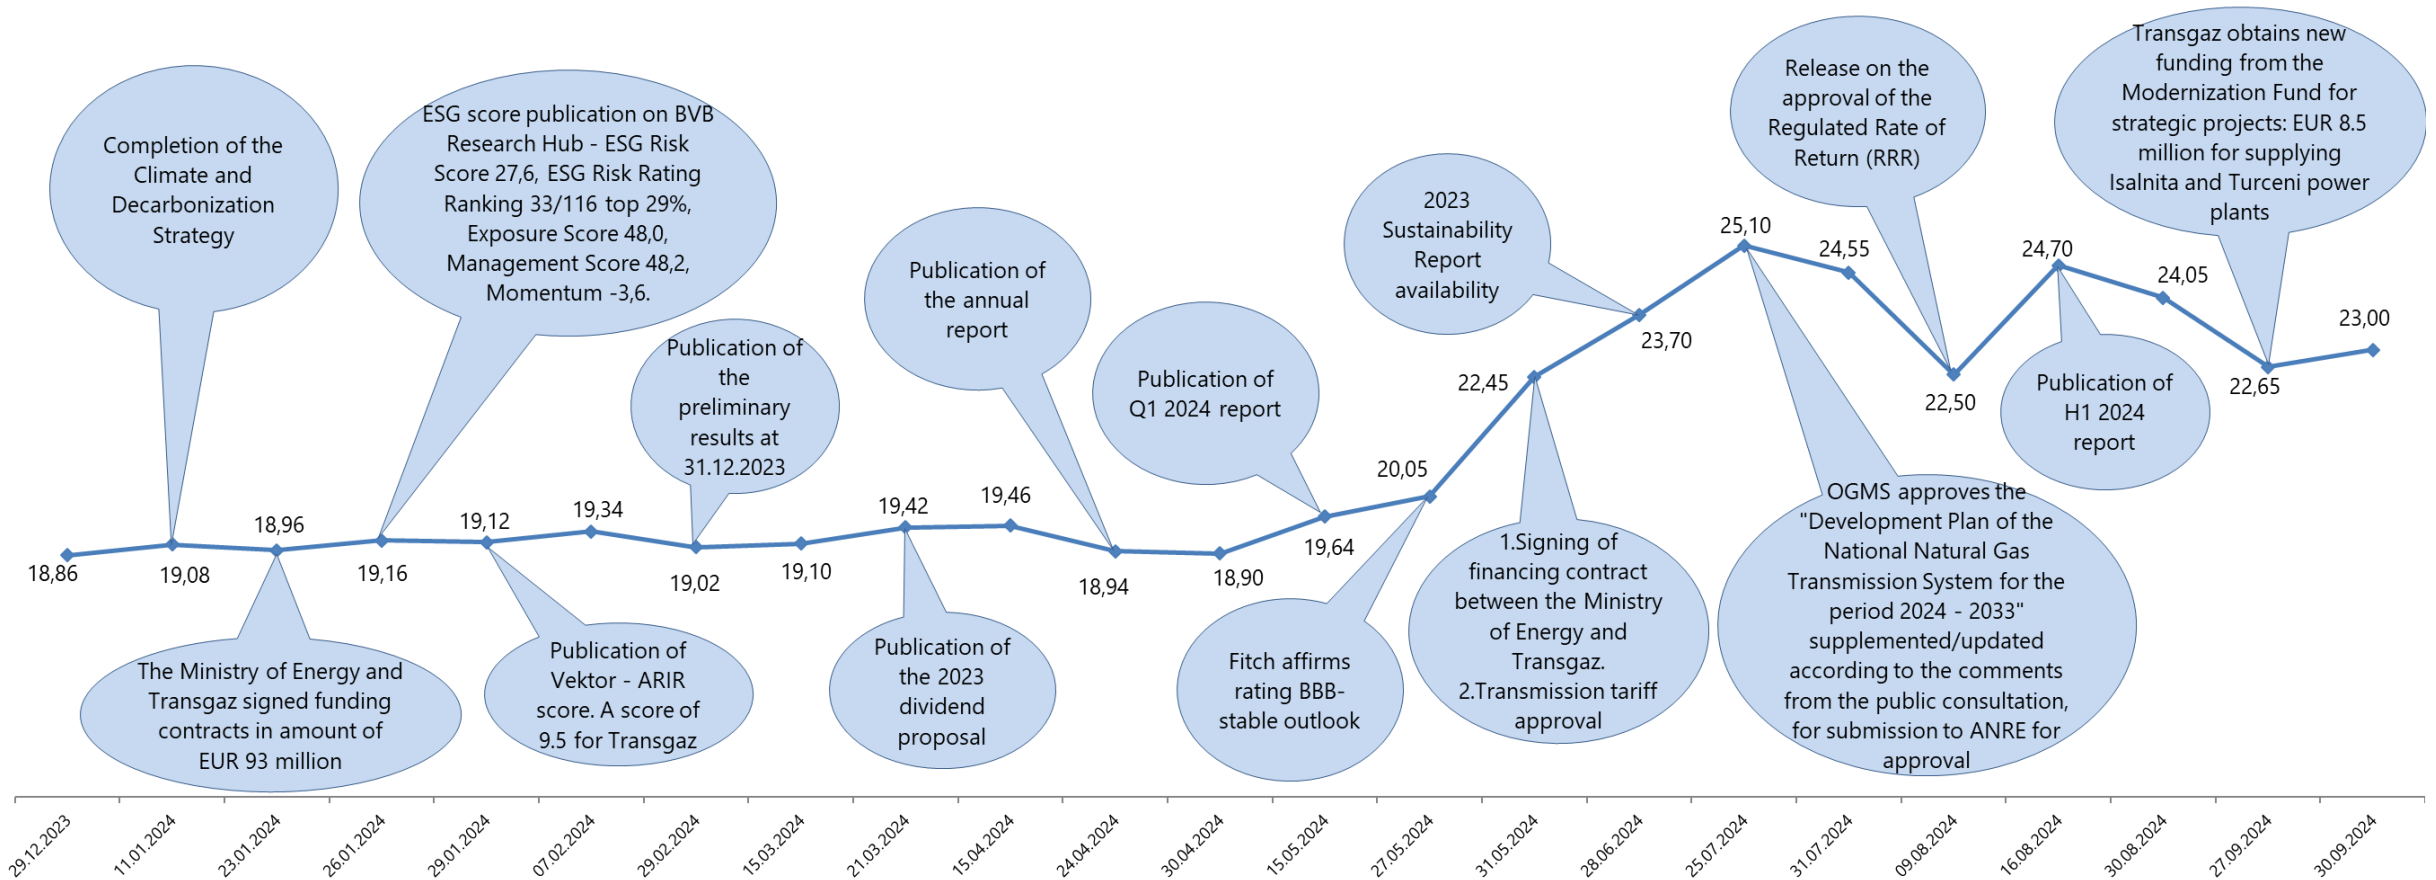 Completion of the
Climate and
Decarbonization
Strategy
ESG score publication on BVB
Research Hub - ESG Risk
Score 27,6, ESG Risk Rating
Ranking 33/116 top 29%,
Exposure Score 48,0,
Management Score 48,2,
Momentum -3,6.
Publication of
the
preliminary
results at
31.12.2023
Publication of
the annual
report
Publication of
Q1 2024 report
2023
Sustainability
Report
availability
Release on the
approval of the
Regulated Rate of
Return (RRR)
Transgaz obtains new
funding from the
Modernization Fund for
strategic projects: EUR 8.5
million for supplying
Isalnita and Turceni power
plants
18,86
19,08
18,96
19,16
19,12
19,34
19,02
19,10
19,42
19,46
18,94
18,90
19,64
20,05
22,45
23,70
25,10
24,55
22,50
24,70
24,05
22,65
23,00
The Ministry of Energy and
Transgaz signed funding
contracts in amount of
EUR 93 million
Publication of
Vektor - ARIR
score. A score of
9.5 for Transgaz
Publication of
the 2023
dividend
proposal
Fitch affirms
rating BBB-
stable outlook
1.Signing of
financing contract
between the Ministry
of Energy and
Transgaz.
2.Transmission tariff
approval
OGMS approves the
"Development Plan of the
National Natural Gas
Transmission System for the
period 2024 - 2033"
supplemented/updated
according to the comments
from the public consultation,
for submission to ANRE for
approval
Publication of
H1 2024
report
29.12.2023
11.01.2024
23.01.2024
26.01.2024
29.01.2024
07.02.2024
29.02.2024
15.03.2024
21.03.2024
15.04.2024
24.04.2024
30.04.2024
15.05.2024
27.05.2024
31.05.2024
28.06.2024
25.07.2024
31.07.2024
09.08.2024
16.08.2024
30.08.2024
27.09.2024
30.09.2024